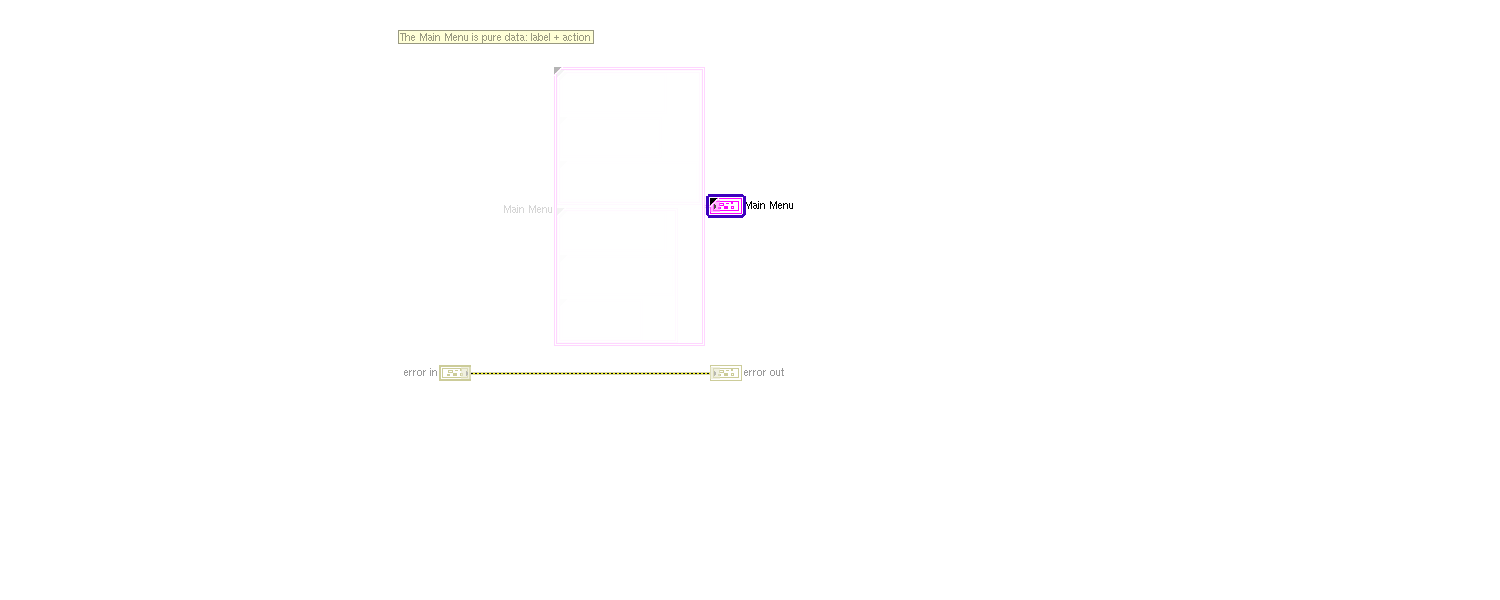 The Main Menu is pure data: label + action
Main Menu
Main Menu
error in
error out